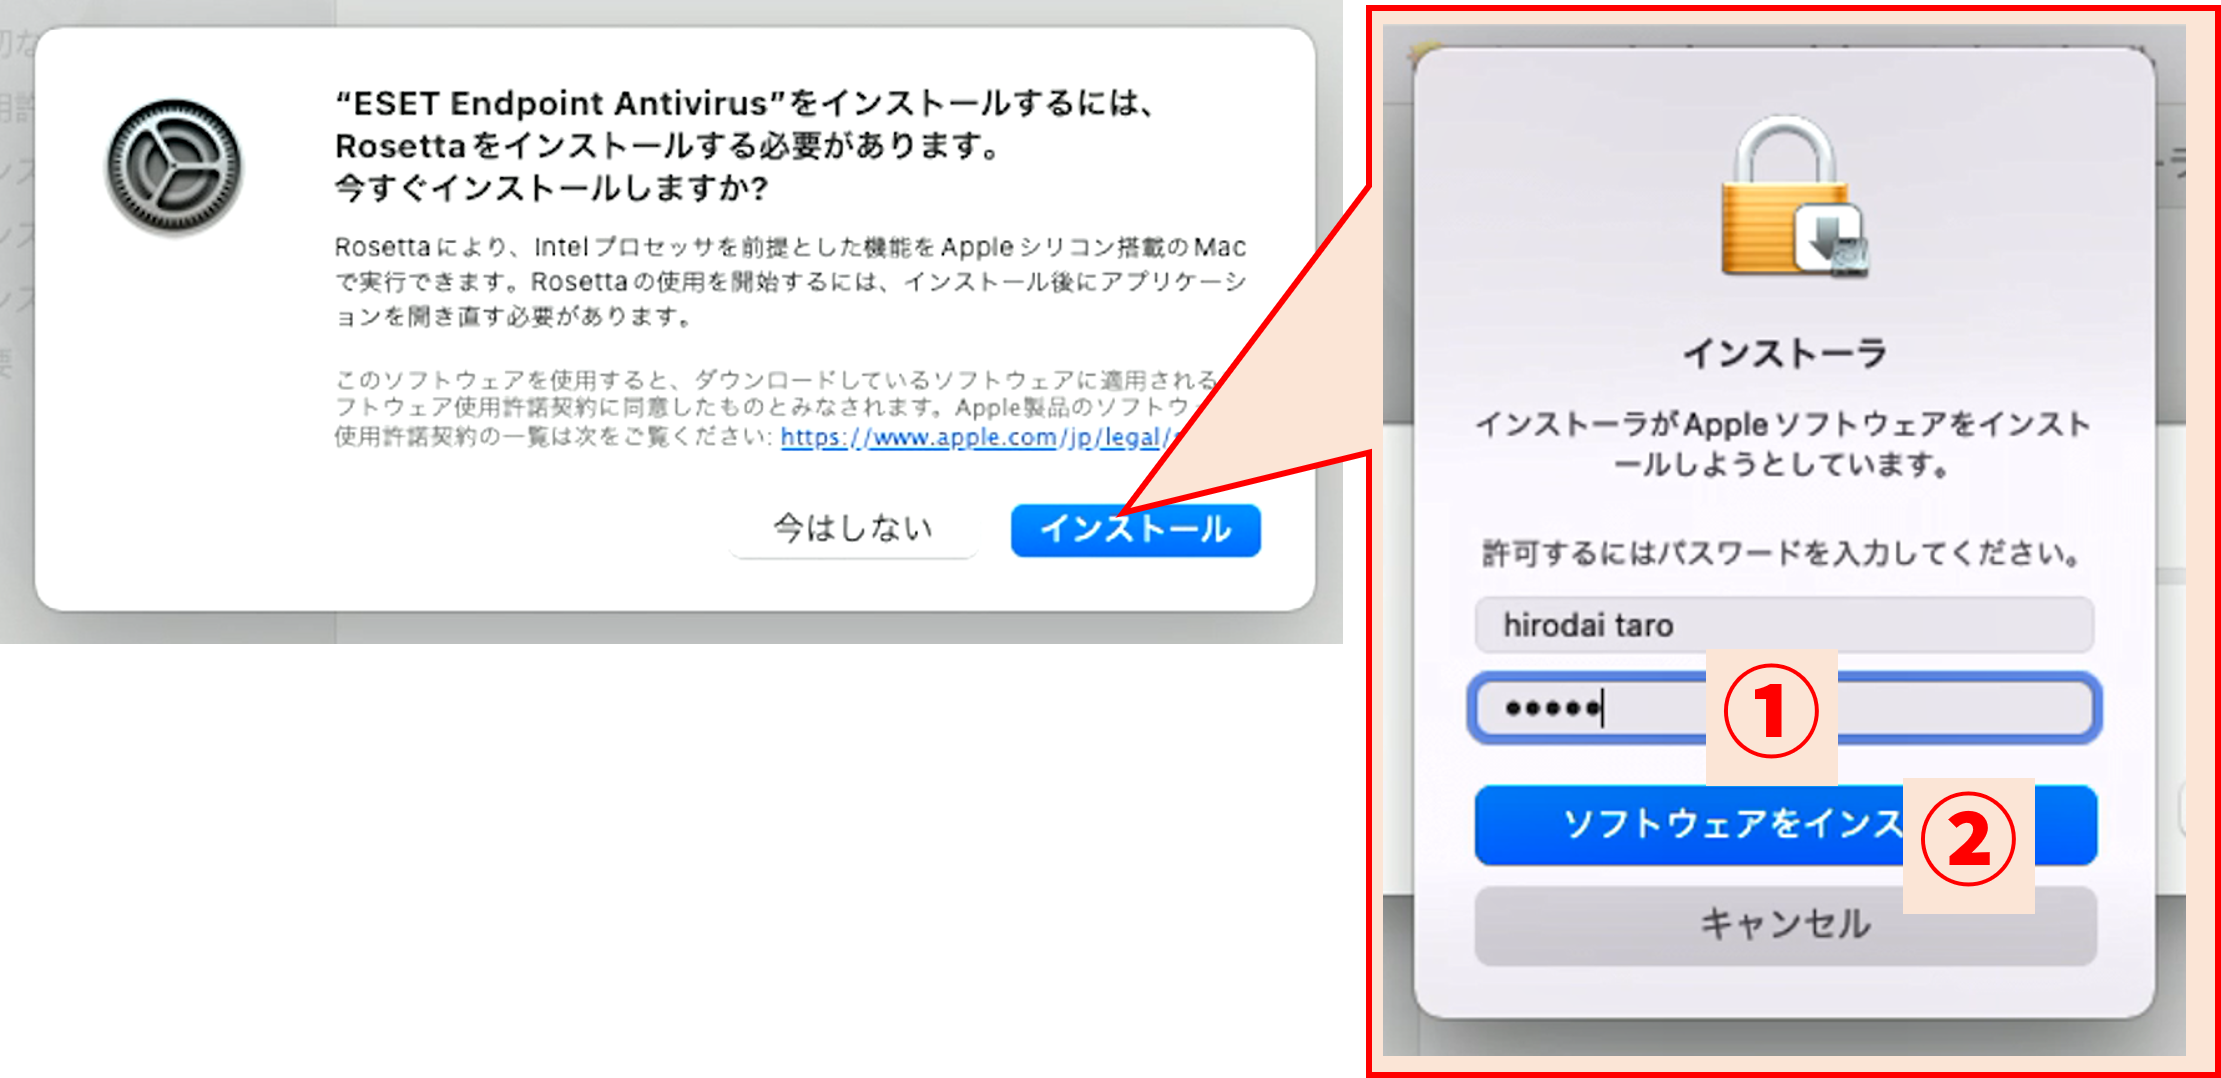 “ESET Endpoint Antivirus”をインストールするには、
Rosettaをインストールする必要があります。
今すぐインストールしますか?
Rosettaにより、Intelプロセッサを前提とした機能をAppleシリコン搭載のMac
で実行できます。Rosettaの使用を開始するには、インストール後にアプリケーシ
ョンを開き直す必要があります。
このソフトウェアを使用すると、ダウンロードしているソフトウェアに適用される
フトウェア使用許諾契約に同意したものとみなされます。Apple製品のソフトウ
使用許諾契約の一覧は次をご覧ください: https://www.apple.com/jp/legal/
今はしない
インストール
インストーラ
インストーラがAppleソフトウェアをインスト
ールしようとしています。
許可するにはパスワードを入力してください。
hirodai taro
•••••
①
ソフトウェアをインス
②
キャンセル